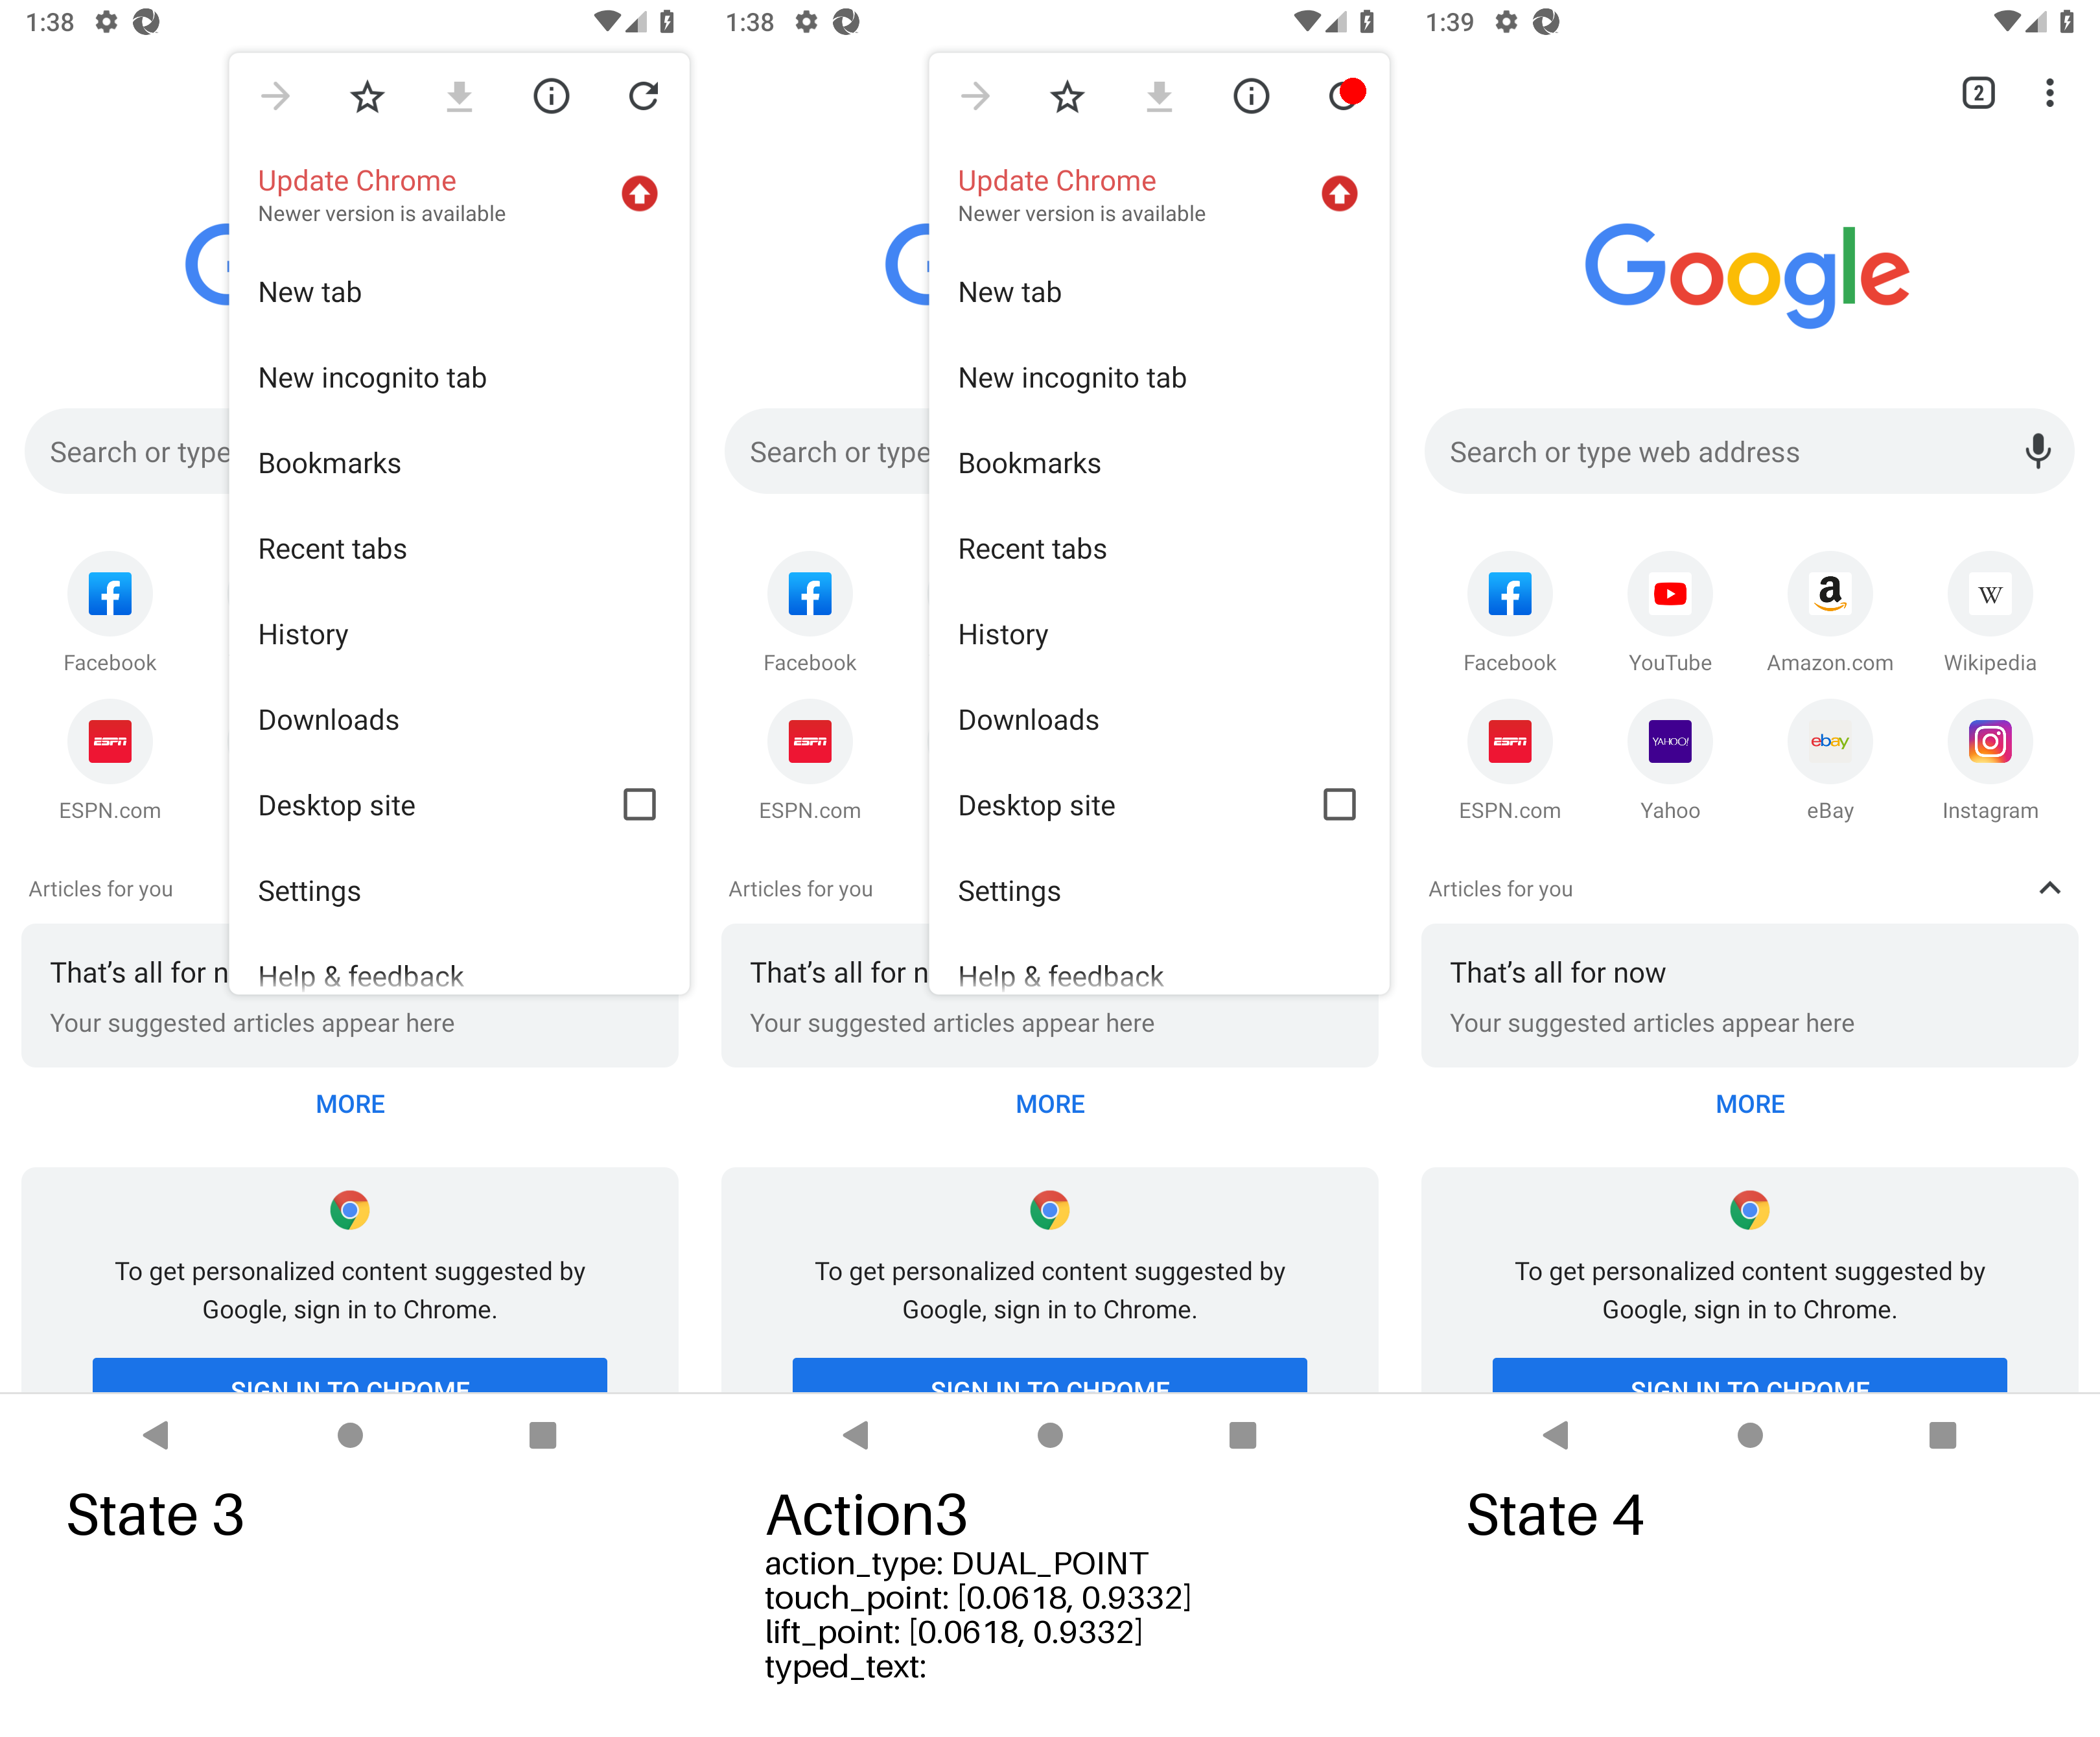 1:38
Update Chrome
Newer version is available
G
New tab
New incognito tab
Search or type
Bookmarks
Recent tabs
Facebook
History
Downloads
ESPN
ESPN.com
Desktop site
Articles for you
Settings
That's all for n
Help & feedback
Your suggested articles appear here
MORE
To get personalized content suggested by
Google, sign in to Chrome.
SIGN IN TO CHROME
State 3
1:38
Update Chrome
Newer version is available
G
New tab
New incognito tab
Search or type
Bookmarks
Recent tabs
Facebook
History
Downloads
ESPN
ESPN.com
Desktop site
Articles for you
Settings
That's all for n
Help & feedback
Your suggested articles appear here
MORE
To get personalized content suggested by
Google, sign in to Chrome.
SIGN IN TO CHROME
Action3
action_type: DUAL_POINT
touch_point: [0.0618, 0.9332]
lift_point: [0.0618, 0.9332]
typed_text:
1:39
2
Google
Search or type web address
a W
Facebook YouTube Amazon.com Wikipedia
ESPN YAHOO! ebay
ESPN.com Yahoo eBay Instagram
Articles for you
That's all for now
Your suggested articles appear here
MORE
To get personalized content suggested by
Google, sign in to Chrome.
SIGN IN TO CHROME
State 4